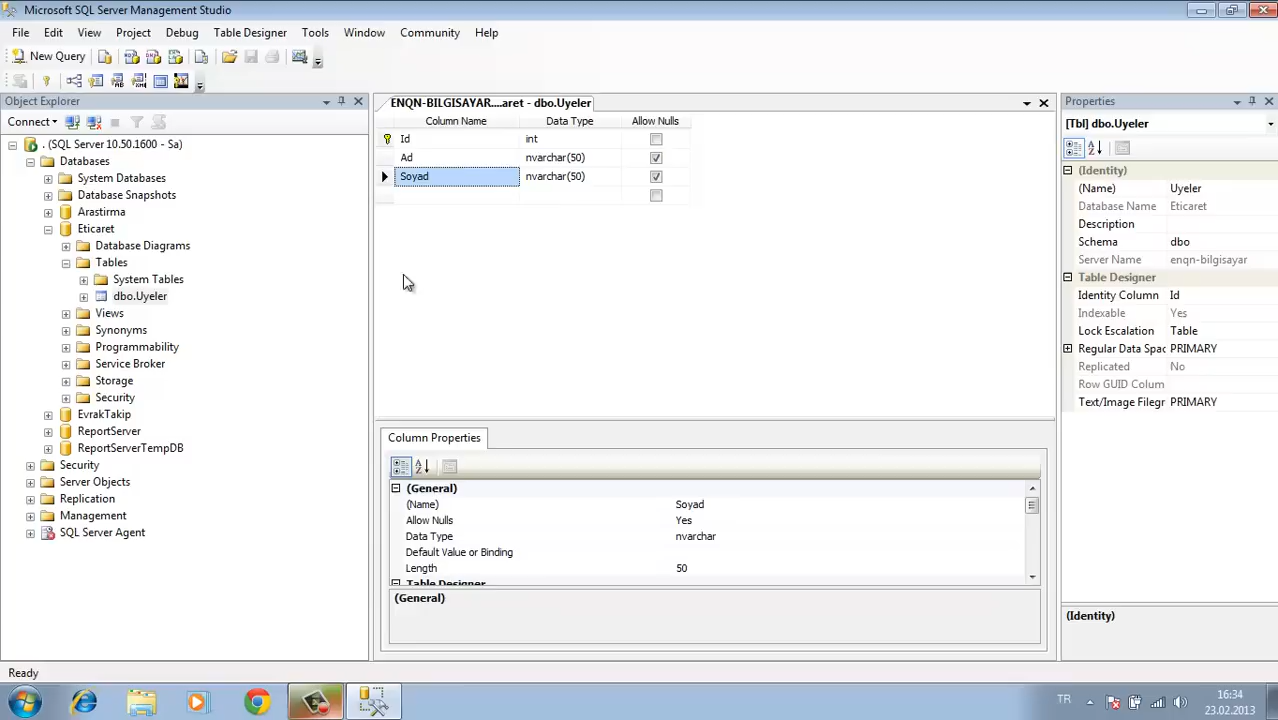 Microsoft SQL Server Management Studio
File Edit View Project Debug Table Designer Tools Window Community Help
New Query
Object Explorer
Connect
. (SQL Server 10.50.1600 - Sa)
Databases
System Databases
Database Snapshots
Arastirma
Eticaret
Database Diagrams
Tables
System Tables
dbo.Uyeler
Views
Synonyms
Programmability
Service Broker
Storage
Security
EvrakTakip
ReportServer
ReportServerTempDB
Security
Server Objects
Replication
Management
SQL Server Agent
ENQN-BILGISAYAR....aret - dbo.Uyeler
Column Name Data Type Allow Nulls
Id int
Ad nvarchar(50)
Soyad nvarchar(50)
Column Properties
(General)
(Name) Soyad
Allow Nulls Yes
Data Type nvarchar
Default Value or Binding
Length 50
Table Designer
(General)
Properties
[Tbl] dbo.Uyeler
(Identity)
(Name) Uyeler
Database Name Eticaret
Description
Schema dbo
Server Name enqn-bilgisayar
Table Designer
Identity Column Id
Indexable Yes
Lock Escalation Table
Regular Data Spac PRIMARY
Replicated No
Row GUID Colum
Text/Image Filegr PRIMARY
(Identity)
Ready
TR
16:34
23.02.2013